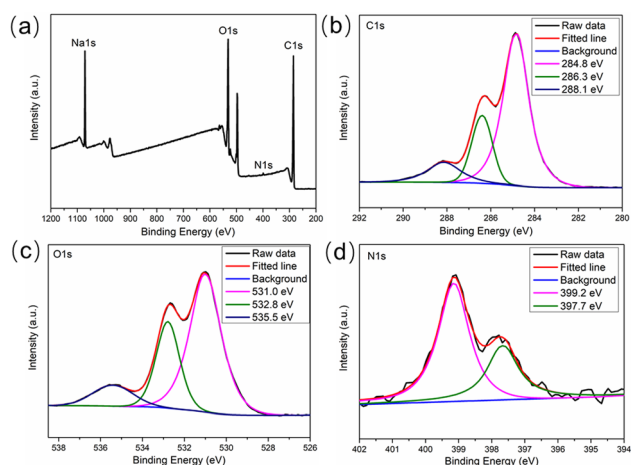 (a)
Na1s
O1s
C1s
N1s
Intensity (a.u.)
1200 1100 1000 900 800 700 600 500 400 300 200
Binding Energy (eV)
(b)
C1s
Raw data
Fitted line
Background
284.8 eV
286.3 eV
288.1 eV
Intensity (a.u.)
292 290 288 286 284 282 280
Binding Energy (eV)
(c)
O1s
Raw data
Fitted line
Background
531.0 eV
532.8 eV
535.5 eV
Intensity (a.u.)
538 536 534 532 530 528 526
Binding Energy (eV)
(d)
N1s
Raw data
Fitted line
Background
399.2 eV
397.7 eV
Intensity (a.u.)
402 401 400 399 398 397 396 395 394
Binding Energy (eV)